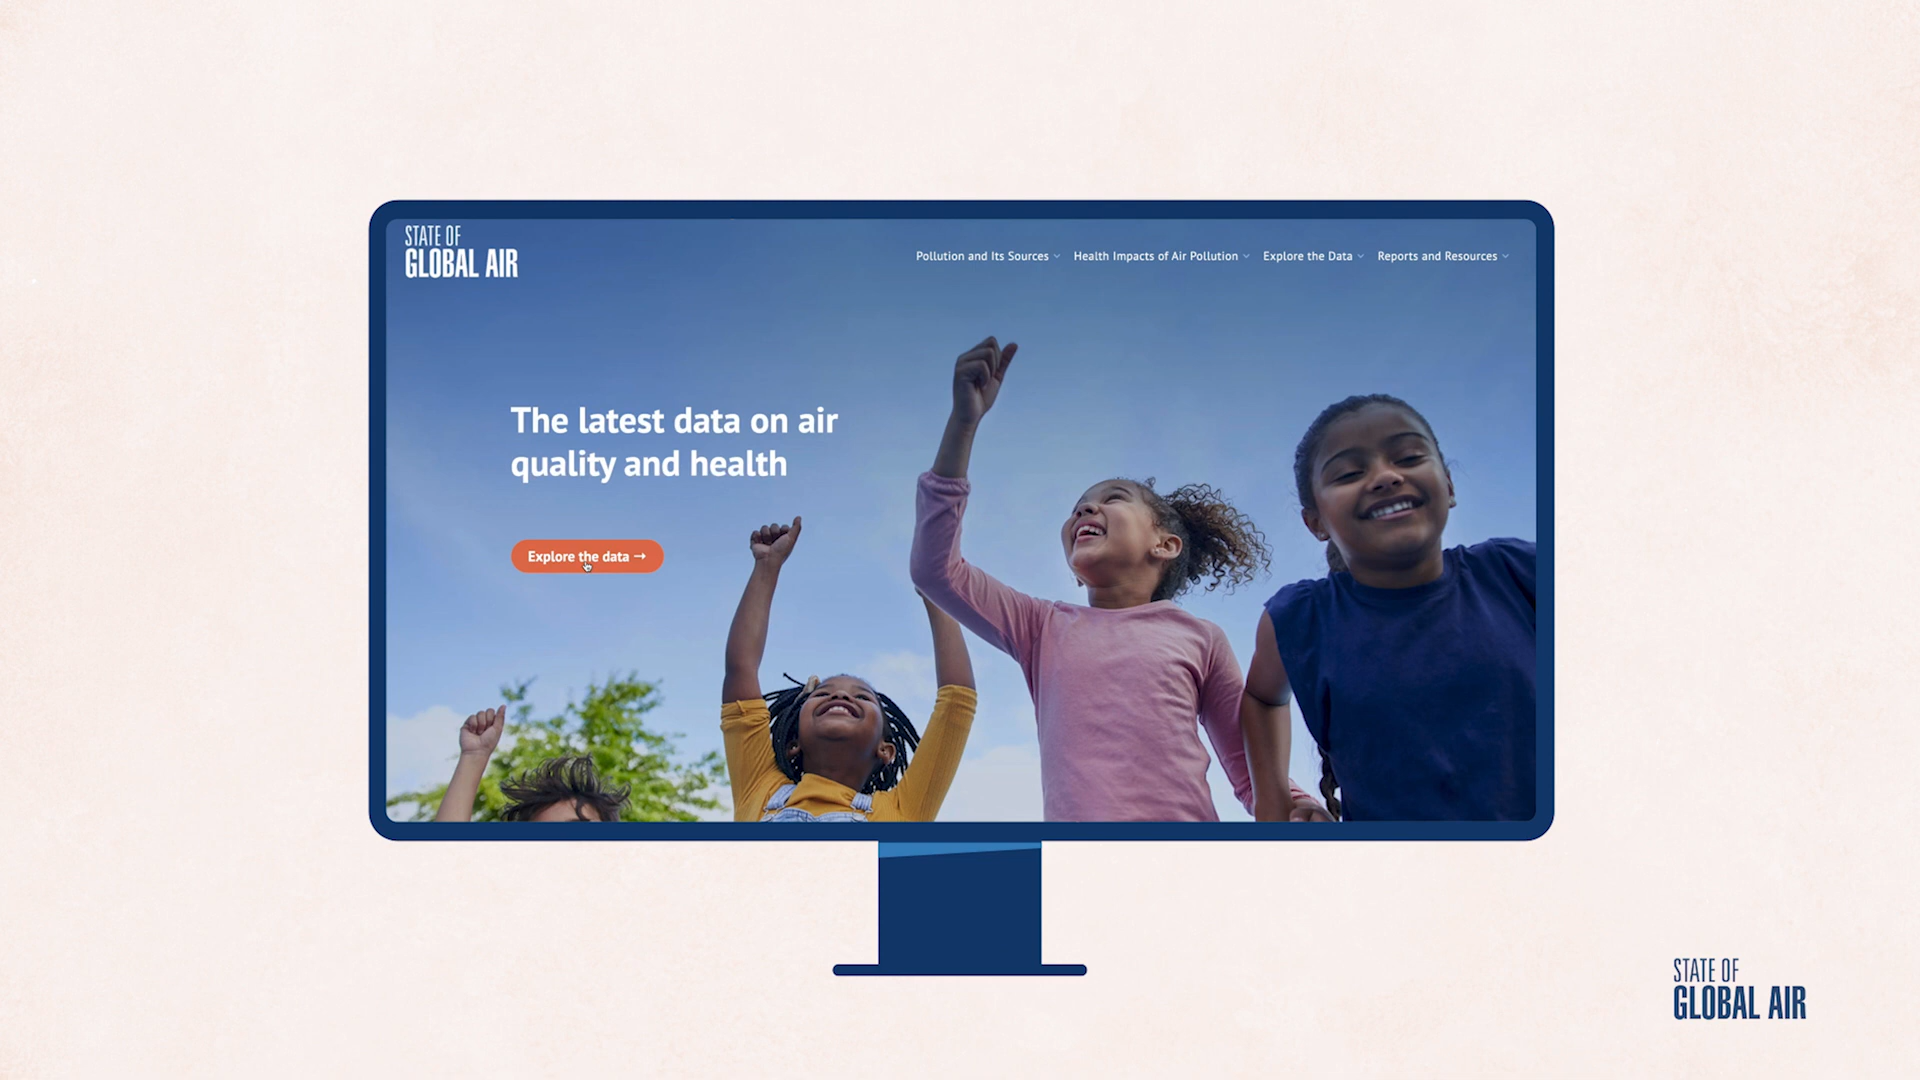 STATE OF
GLOBAL AIR
Pollution and Its Sources
Health Impacts of Air Pollution
Explore the Data
Reports and Resources
The latest data on air
quality and health
Explore the data →
STATE OF
GLOBAL AIR